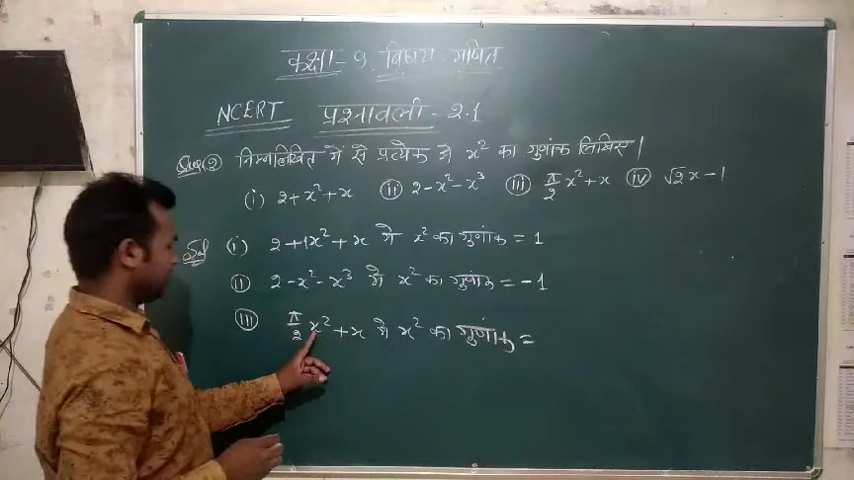 कक्षा - 9 विषय - गणित
NCERT प्रश्नावली - 2.1
Que② निम्नलिखित में से प्रत्येक में x² का गुणांक लिखिए।
(i) 2+x²+x (ii) 2-x²-x³ (iii) π/2 x²+x (iv) √2x-1
Sol (i) 2+1x²+x में x² का गुणांक = 1
(ii) 2-x²-x³ में x² का गुणांक = -1
(iii) π/2 x²+x में x² का गुणांक =